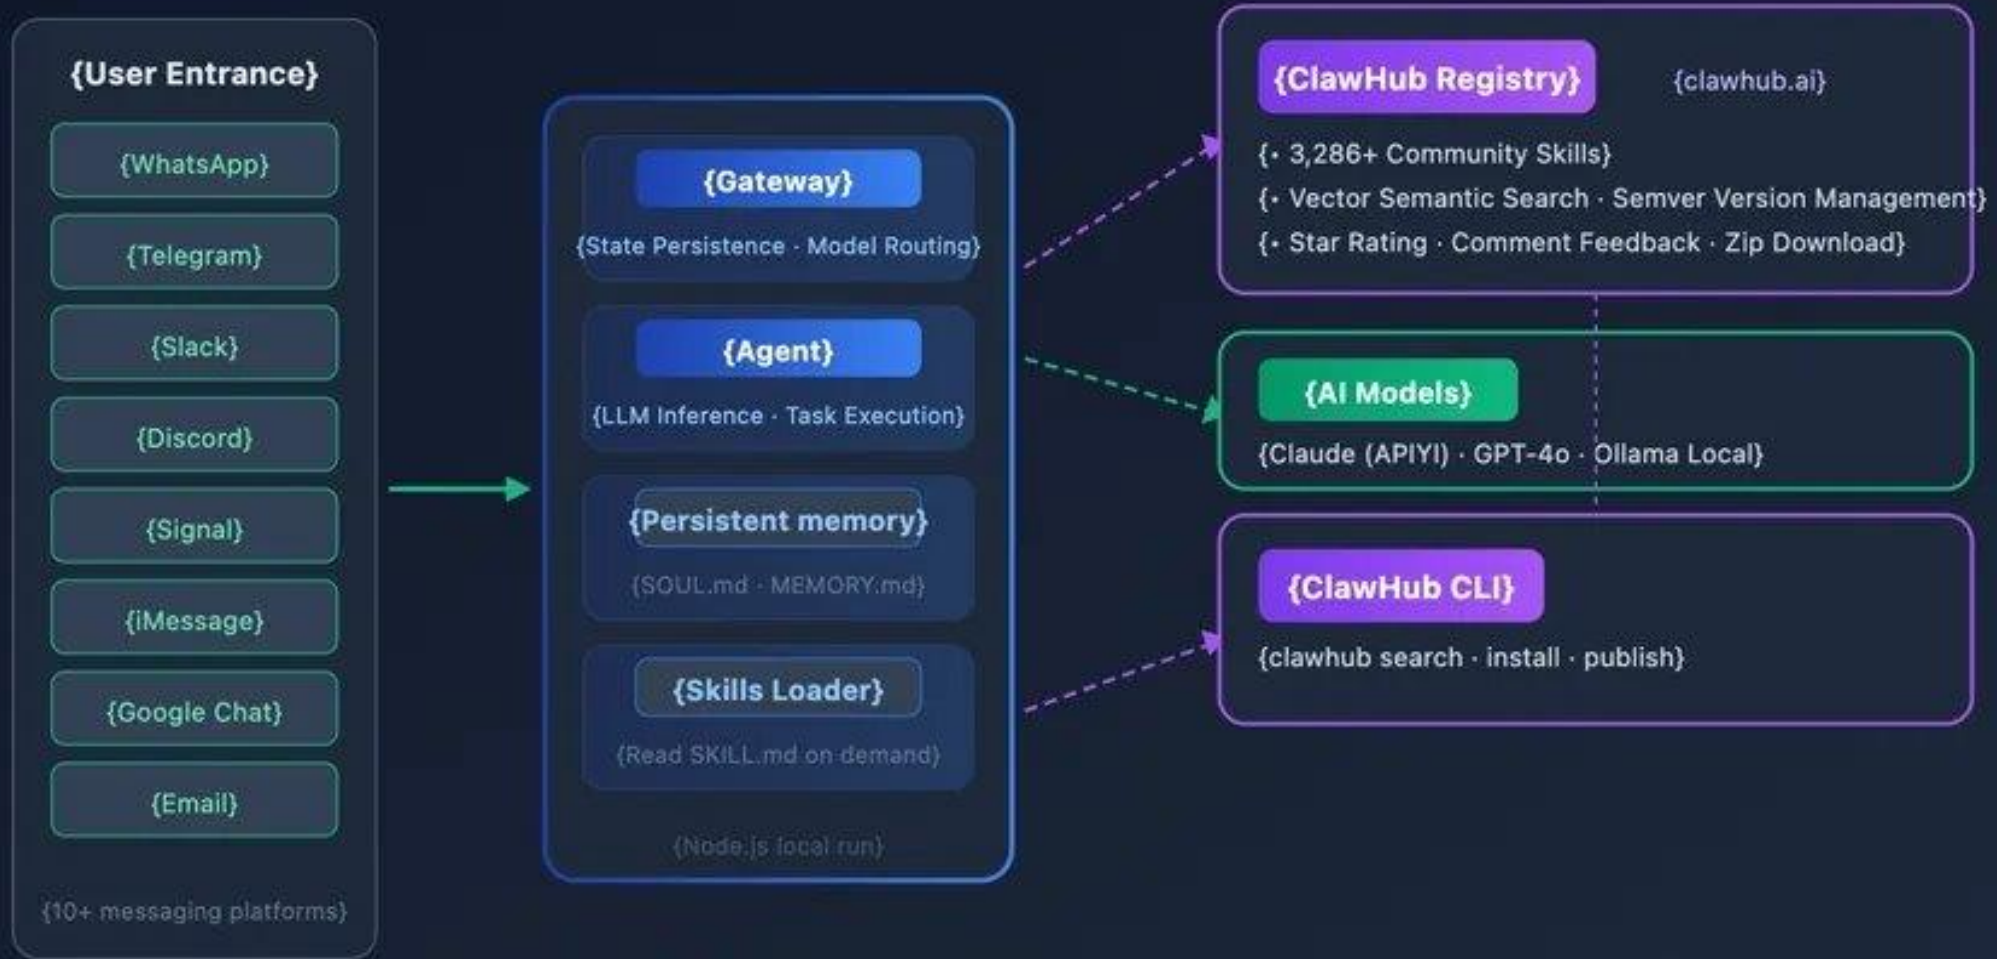 {User Entrance}
{WhatsApp}
{Telegram}
{Slack}
{Discord}
{Signal}
{iMessage}
{Google Chat}
{Email}
{10+ messaging platforms}
{Gateway}
{State Persistence · Model Routing}
{Agent}
{LLM Inference · Task Execution}
{Persistent memory}
{SOUL.md · MEMORY.md}
{Skills Loader}
{Read SKILL.md on demand}
{Node.js local run}
{ClawHub Registry} {clawhub.ai}
{• 3,286+ Community Skills}
{• Vector Semantic Search · Semver Version Management}
{• Star Rating · Comment Feedback · Zip Download}
{AI Models}
{Claude (APIYI) · GPT-4o · Ollama Local}
{ClawHub CLI}
{clawhub search · install · publish}